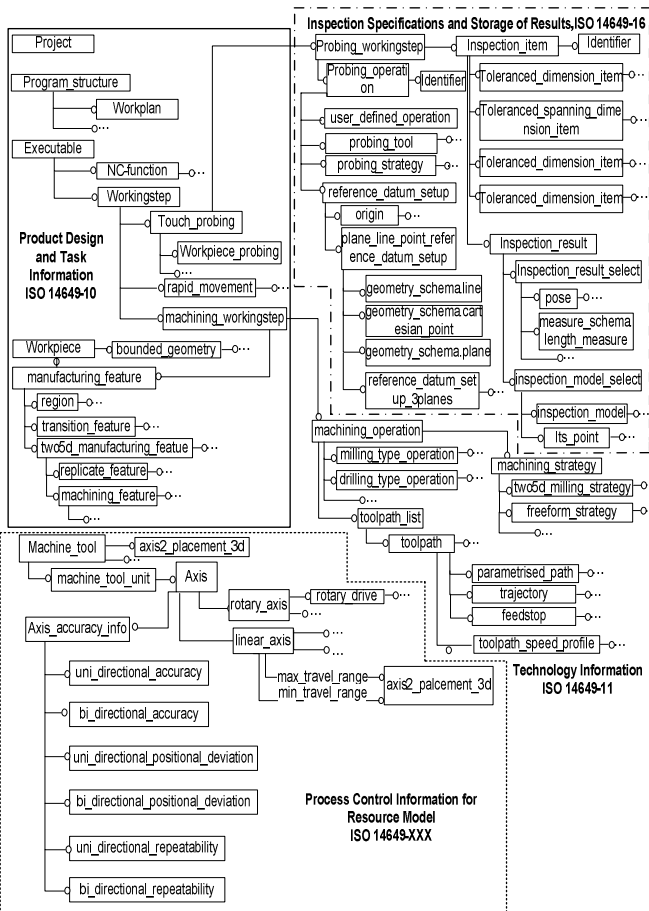 Inspection Specifications and Storage of Results,ISO 14649-16
Project
Program_structure
Workplan
...
Executable
NC-function
...
Workingstep
Touch_probing
Workpiece_probing
...
Product Design
and Task
Information
ISO 14649-10
rapid_movement
...
machining_workingstep
Workpiece
bounded_geometry
...
manufacturing_feature
region
...
transition_feature
...
two5d_manufacturing_featue
replicate_feature
...
machining_feature
...
...
Probing_workingstep
Inspection_item
Identifier
Probing_operati
on
Identifier
user_defined_operation
probing_tool
...
probing_strategy
...
reference_datum_setup
origin
...
plane_line_point_refer
ence_datum_setup
geometry_schema.line
geometry_schema.cart
esian_point
geometry_schema.plane
reference_datum_set
up_3planes
...
Toleranced_dimension_item
...
Toleranced_spanning_dime
nsion_item
Toleranced_dimension_item
...
Toleranced_dimension_item
...
Inspection_result
Inspection_result_select
pose
...
measure_schema.
length_measure
...
inspection_model_select
inspection_model
...
Its_point
...
machining_operation
milling_type_operation
...
drilling_type_operation
...
...
toolpath_list
toolpath
machining_strategy
two5d_milling_strategy
...
freeform_strategy
...
...
parametrised_path
...
trajectory
...
feedstop
...
toolpath_speed_profile
...
Technology Information
ISO 14649-11
Machine_tool
axis2_placement_3d
...
machine_tool_unit
Axis
rotary_axis
rotary_drive
...
linear_axis
...
...
max_travel_range
min_travel_range
axis2_palcement_3d
Axis_accuracy_info
uni_directional_accuracy
bi_directional_accuracy
uni_directional_positional_deviation
bi_directional_positional_deviation
uni_directional_repeatability
bi_directional_repeatability
Process Control Information for
Resource Model
ISO 14649-XXX